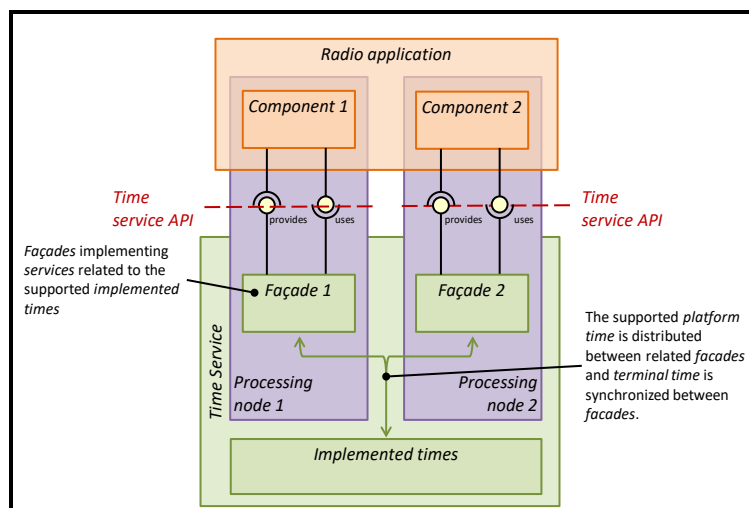 Radio application
Component 1
Component 2
Time
service API
provides
uses
provides
uses
Time
service API
Façades implementing
services related to the
supported implemented
times
Façade 1
Façade 2
The supported platform
time is distributed
between related facades
and terminal time is
synchronized between
facades.
Time Service
Processing
node 1
Processing
node 2
Implemented times